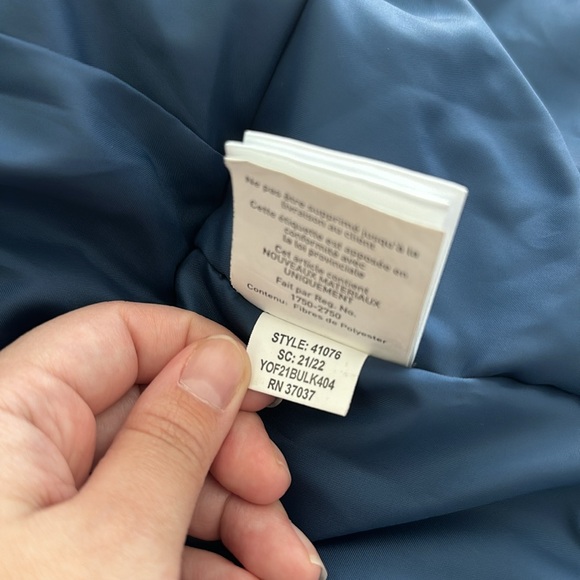 Ne pas être supprimé jusqu'à la
livraison au client
Cette étiquette est apposée en
conformité avec
la loi provinciale
Cet article contient
NOUVEAUX MATERIAUX
UNIQUEMENT
Fait par Reg. No.
1750-2750
Contenu: Fibres de Polyester
STYLE: 41076
SC: 21/22
YOF21BULK404
RN 37037